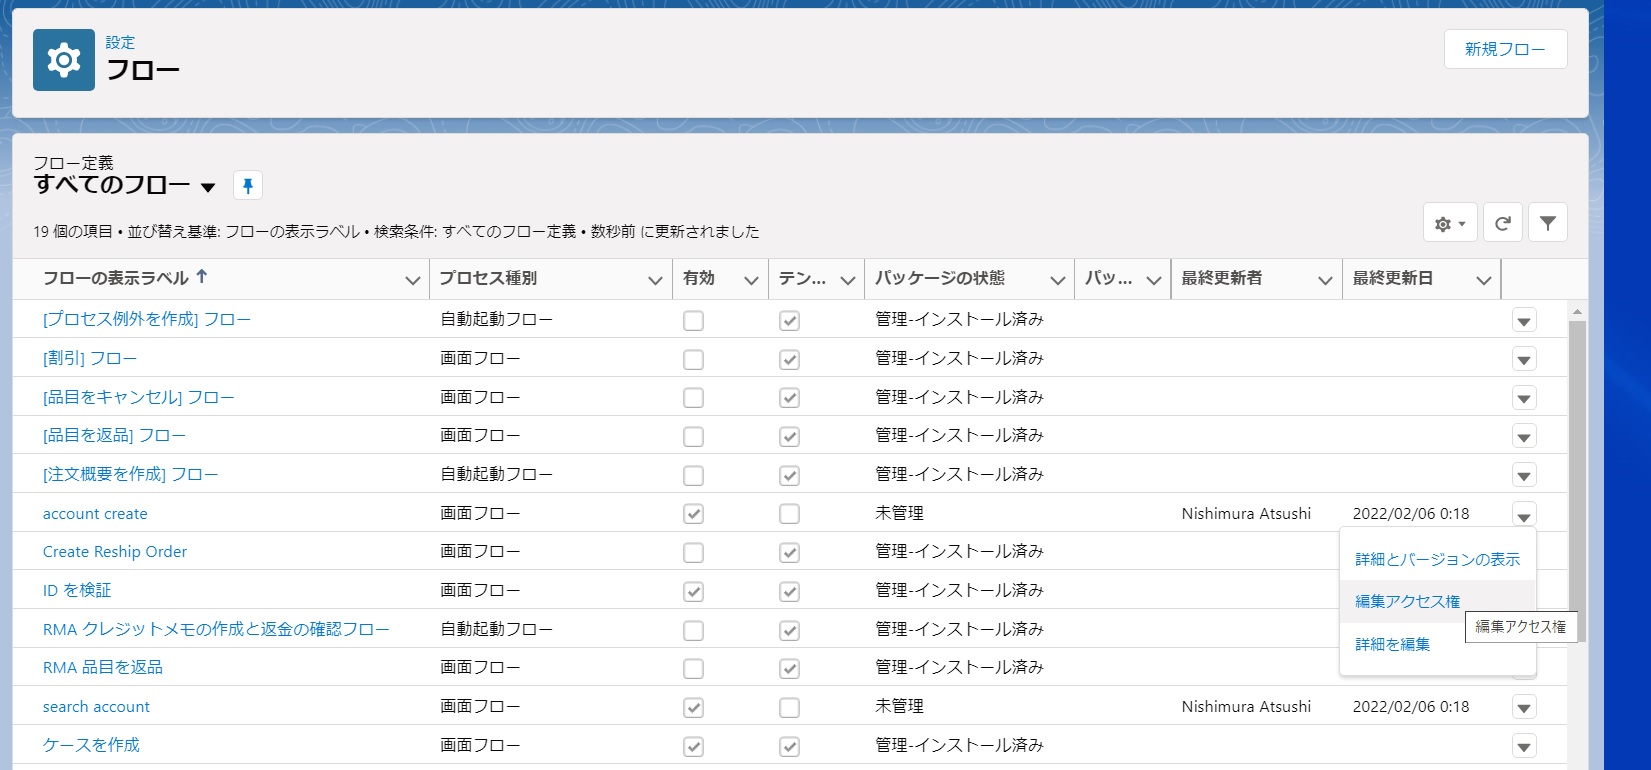 設定
フロー
新規フロー
フロー定義
すべてのフロー
19 個の項目 • 並び替え基準: フローの表示ラベル • 検索条件: すべてのフロー定義 • 数秒前 に更新されました
フローの表示ラベル ↑ プロセス種別 有効 テン... パッケージの状態 パッ... 最終更新者 最終更新日
[プロセス例外を作成] フロー 自動起動フロー 管理-インストール済み
[割引] フロー 画面フロー 管理-インストール済み
[品目をキャンセル] フロー 画面フロー 管理-インストール済み
[品目を返品] フロー 画面フロー 管理-インストール済み
[注文概要を作成] フロー 自動起動フロー 管理-インストール済み
account create 画面フロー 未管理 Nishimura Atsushi 2022/02/06 0:18
Create Reship Order 画面フロー 管理-インストール済み
詳細とバージョンの表示
ID を検証 画面フロー 管理-インストール済み
編集アクセス権
RMA クレジットメモの作成と返金の確認フロー 自動起動フロー 管理-インストール済み
編集アクセス権
詳細を編集
RMA 品目を返品 画面フロー 管理-インストール済み
search account 画面フロー 未管理 Nishimura Atsushi 2022/02/06 0:18
ケースを作成 画面フロー 管理-インストール済み